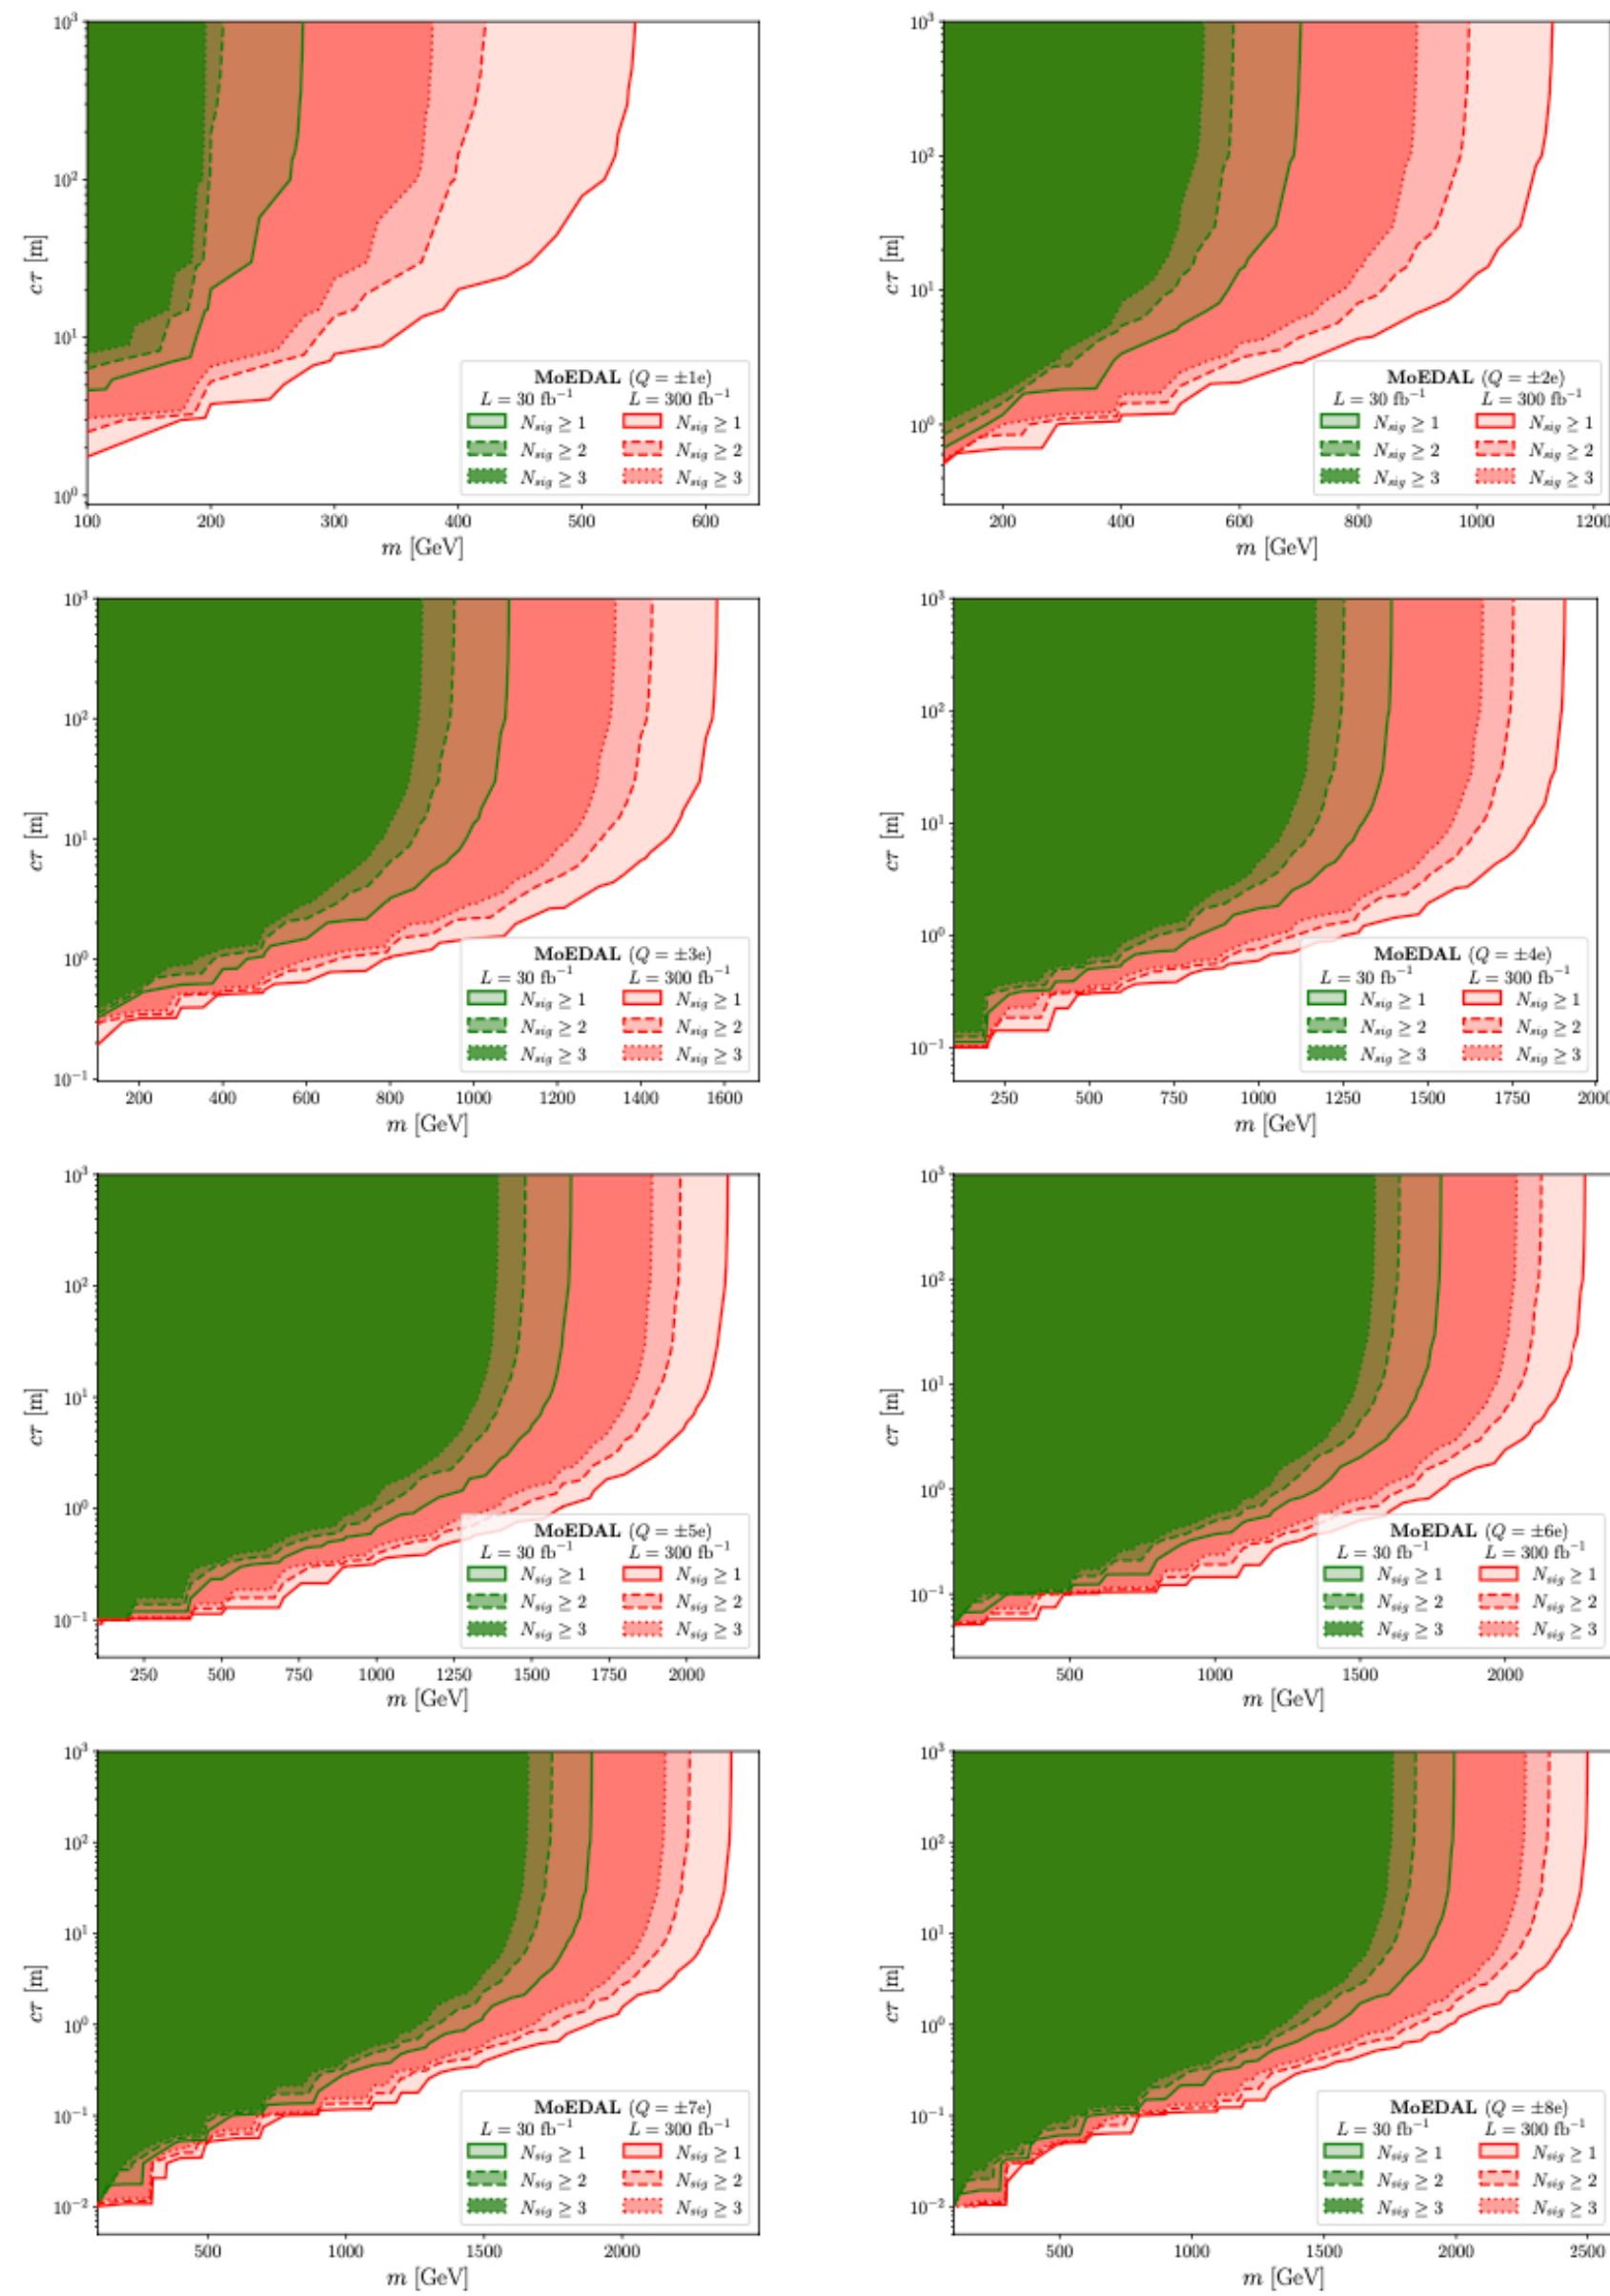 10³
10²
10¹
10⁰
cτ [m]
100 200 300 400 500 600
m [GeV]
MoEDAL (Q = ±1e)
L = 30 fb⁻¹ L = 300 fb⁻¹
N_sig ≥ 1 N_sig ≥ 1
N_sig ≥ 2 N_sig ≥ 2
N_sig ≥ 3 N_sig ≥ 3
10³
10²
10¹
10⁰
cτ [m]
200 400 600 800 1000 1200
m [GeV]
MoEDAL (Q = ±2e)
L = 30 fb⁻¹ L = 300 fb⁻¹
N_sig ≥ 1 N_sig ≥ 1
N_sig ≥ 2 N_sig ≥ 2
N_sig ≥ 3 N_sig ≥ 3
10³
10²
10¹
10⁰
10⁻¹
cτ [m]
200 400 600 800 1000 1200 1400 1600
m [GeV]
MoEDAL (Q = ±3e)
L = 30 fb⁻¹ L = 300 fb⁻¹
N_sig ≥ 1 N_sig ≥ 1
N_sig ≥ 2 N_sig ≥ 2
N_sig ≥ 3 N_sig ≥ 3
10³
10²
10¹
10⁰
10⁻¹
cτ [m]
250 500 750 1000 1250 1500 1750 2000
m [GeV]
MoEDAL (Q = ±4e)
L = 30 fb⁻¹ L = 300 fb⁻¹
N_sig ≥ 1 N_sig ≥ 1
N_sig ≥ 2 N_sig ≥ 2
N_sig ≥ 3 N_sig ≥ 3
10³
10²
10¹
10⁰
10⁻¹
cτ [m]
250 500 750 1000 1250 1500 1750 2000
m [GeV]
MoEDAL (Q = ±5e)
L = 30 fb⁻¹ L = 300 fb⁻¹
N_sig ≥ 1 N_sig ≥ 1
N_sig ≥ 2 N_sig ≥ 2
N_sig ≥ 3 N_sig ≥ 3
10³
10²
10¹
10⁰
10⁻¹
cτ [m]
500 1000 1500 2000
m [GeV]
MoEDAL (Q = ±6e)
L = 30 fb⁻¹ L = 300 fb⁻¹
N_sig ≥ 1 N_sig ≥ 1
N_sig ≥ 2 N_sig ≥ 2
N_sig ≥ 3 N_sig ≥ 3
10³
10²
10¹
10⁰
10⁻¹
10⁻²
cτ [m]
500 1000 1500 2000
m [GeV]
MoEDAL (Q = ±7e)
L = 30 fb⁻¹ L = 300 fb⁻¹
N_sig ≥ 1 N_sig ≥ 1
N_sig ≥ 2 N_sig ≥ 2
N_sig ≥ 3 N_sig ≥ 3
10³
10²
10¹
10⁰
10⁻¹
10⁻²
cτ [m]
500 1000 1500 2000 2500
m [GeV]
MoEDAL (Q = ±8e)
L = 30 fb⁻¹ L = 300 fb⁻¹
N_sig ≥ 1 N_sig ≥ 1
N_sig ≥ 2 N_sig ≥ 2
N_sig ≥ 3 N_sig ≥ 3